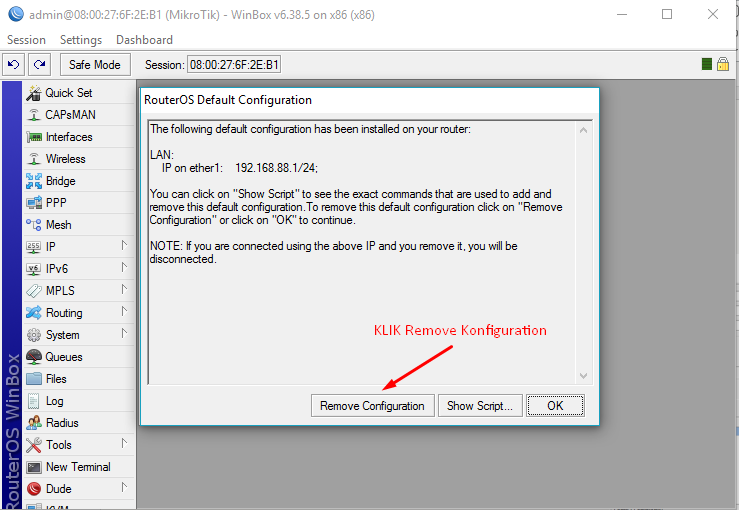 admin@08:00:27:6F:2E:B1 (MikroTik) - WinBox v6.38.5 on x86 (x86)
Session Settings Dashboard
Safe Mode Session: 08:00:27:6F:2E:B1
Quick Set
CAPsMAN
Interfaces
Wireless
Bridge
PPP
Mesh
IP
IPv6
MPLS
Routing
System
Queues
Files
Log
Radius
Tools
New Terminal
Dude
RouterOS WinBox
RouterOS Default Configuration
The following default configuration has been installed on your router:
LAN:
IP on ether1: 192.168.88.1/24;
You can click on "Show Script" to see the exact commands that are used to add and
remove this default configuration.To remove this default configuration click on "Remove
Configuration" or click on "OK" to continue.
NOTE: If you are connected using the above IP and you remove it, you will be
disconnected.
KLIK Remove Konfiguration
Remove Configuration Show Script... OK